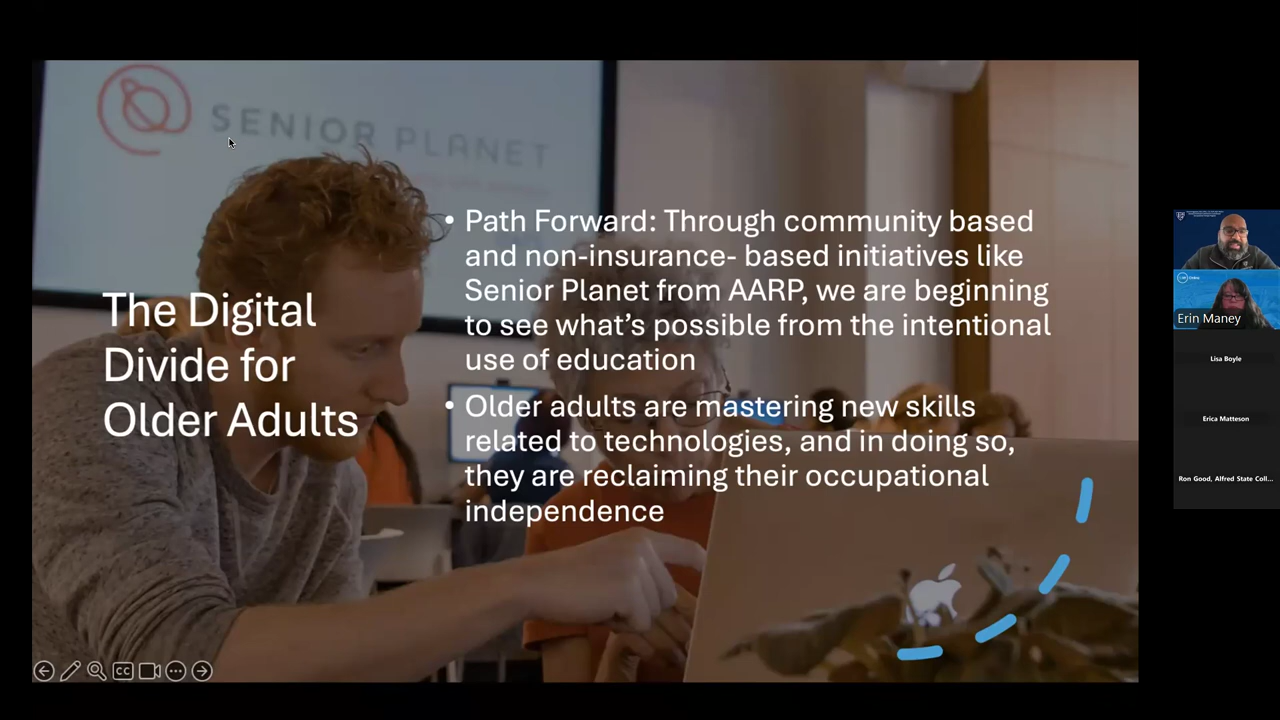 SENIOR PLANET
The Digital
Divide for
Older Adults
• Path Forward: Through community based
and non-insurance- based initiatives like
Senior Planet from AARP, we are beginning
to see what’s possible from the intentional
use of education
• Older adults are mastering new skills
related to technologies, and in doing so,
they are reclaiming their occupational
independence
CC
Erin Maney
Lisa Boyle
Erica Matteson
Ron Good, Alfred State Coll...